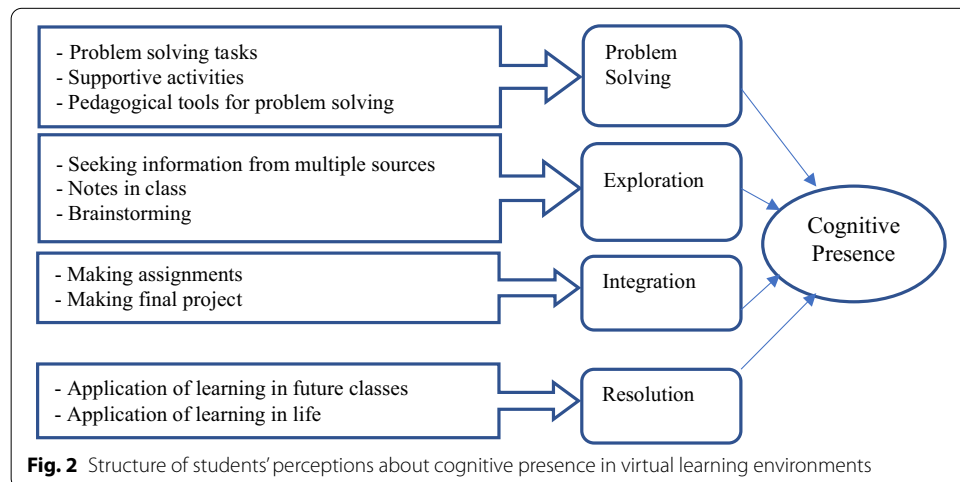 - Problem solving tasks
- Supportive activities
- Pedagogical tools for problem solving
Problem
Solving
- Seeking information from multiple sources
- Notes in class
- Brainstorming
Exploration
- Making assignments
- Making final project
Integration
- Application of learning in future classes
- Application of learning in life
Resolution
Cognitive
Presence
Fig. 2 Structure of students' perceptions about cognitive presence in virtual learning environments